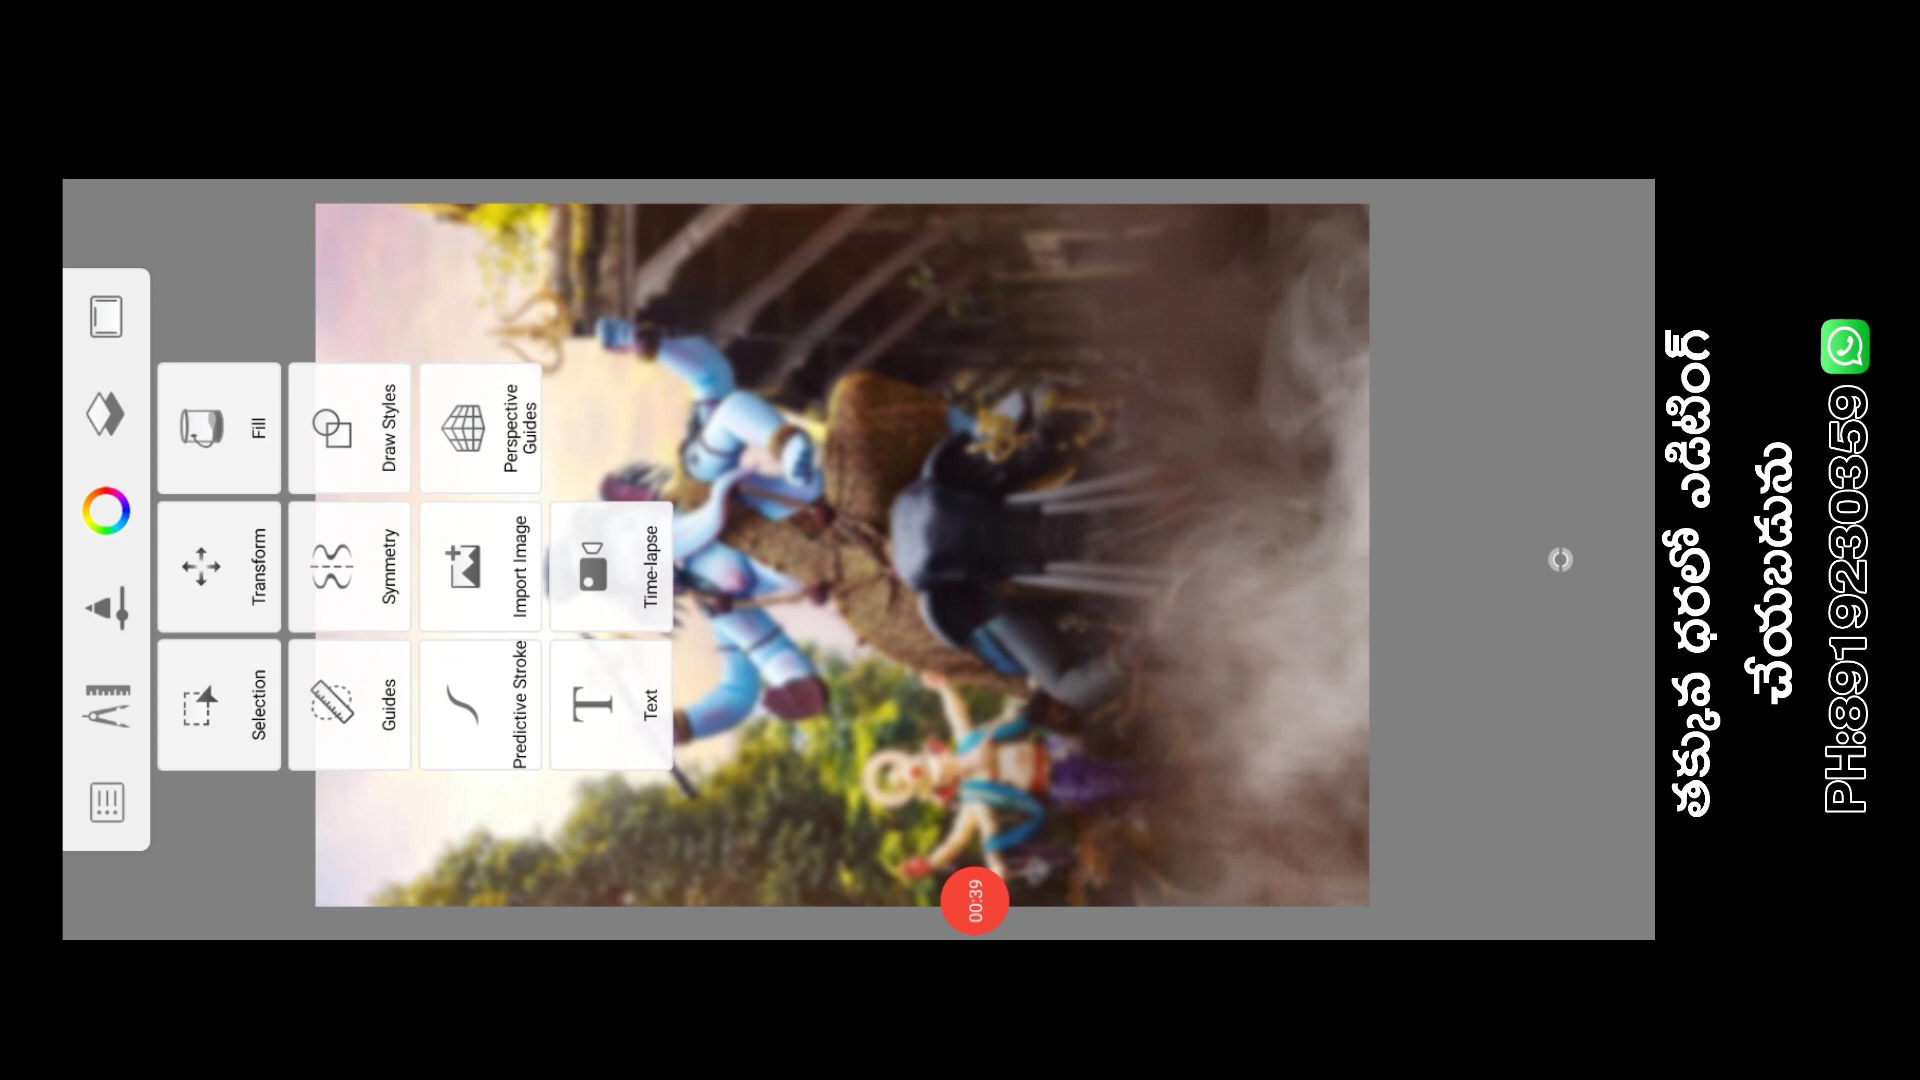 Selection
Transform
Fill
Guides
Symmetry
Draw Styles
Predictive Stroke
Import Image
Perspective
Guides
Text
Time-lapse
00:39
తక్కువ ధరలో ఎడిటింగ్
చేయబడును
PH:8919230359